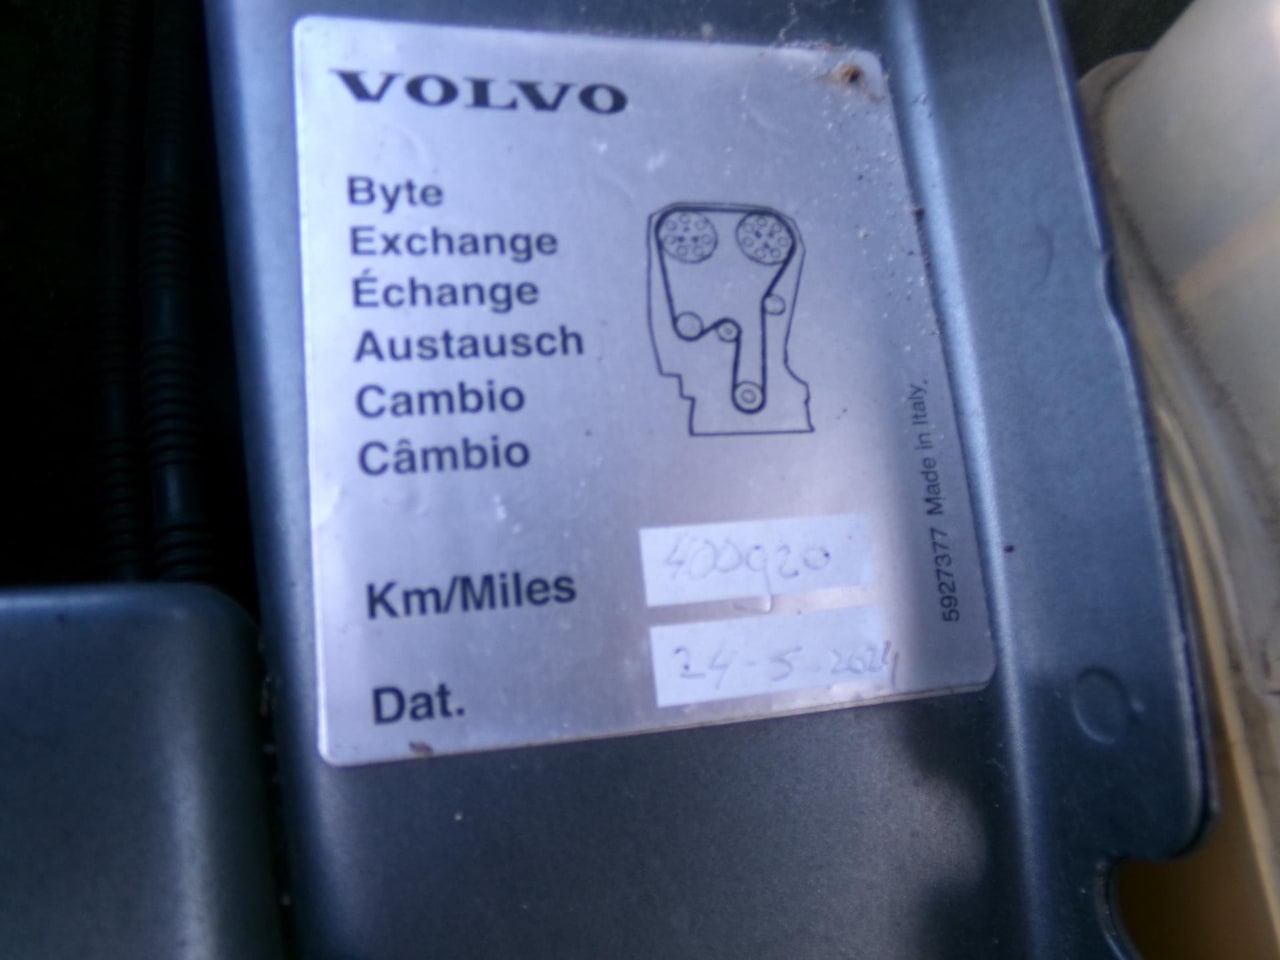 VOLVO
Byte
Exchange
Échange
Austausch
Cambio
Câmbio
Km/Miles 400920
Dat. 24-5-2024
5927377 Made in Italy.